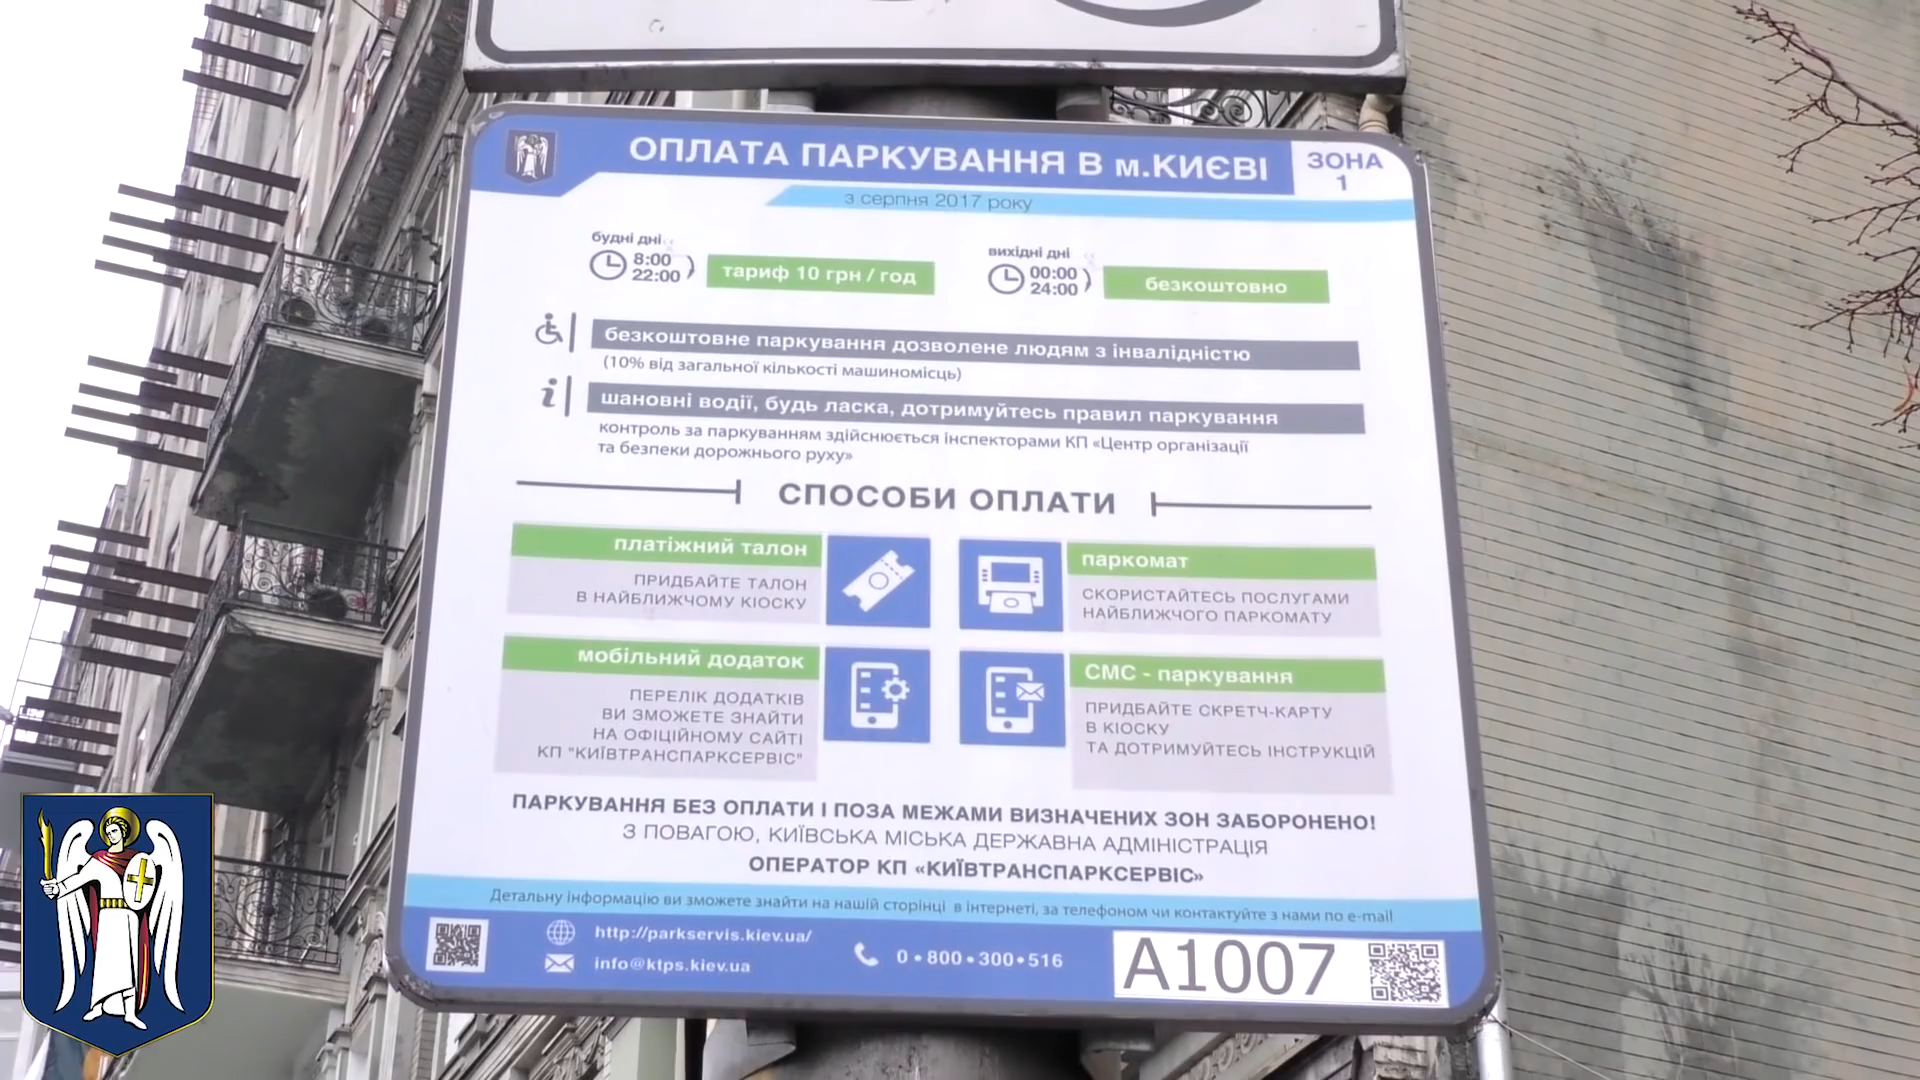 ОПЛАТА ПАРКУВАННЯ В м.КИЄВІ
ЗОНА
1
з серпня 2017 року
будні дні
8:00
22:00
тариф 10 грн / год
вихідні дні
00:00
24:00
безкоштовно
безкоштовне паркування дозволене людям з інвалідністю
(10% від загальної кількості машиномісць)
шановні водії, будь ласка, дотримуйтесь правил паркування
контроль за паркуванням здійснюється інспекторами КП «Центр організації
та безпеки дорожнього руху»
СПОСОБИ ОПЛАТИ
платіжний талон
ПРИДБАЙТЕ ТАЛОН
В НАЙБЛИЖЧОМУ КІОСКУ
паркомат
СКОРИСТАЙТЕСЬ ПОСЛУГАМИ
НАЙБЛИЖЧОГО ПАРКОМАТУ
мобільний додаток
ПЕРЕЛІК ДОДАТКІВ
ВИ ЗМОЖЕТЕ ЗНАЙТИ
НА ОФІЦІЙНОМУ САЙТІ
КП "КИЇВТРАНСПАРКСЕРВІС"
СМС - паркування
ПРИДБАЙТЕ СКРЕТЧ-КАРТУ
В КІОСКУ
ТА ДОТРИМУЙТЕСЬ ІНСТРУКЦІЙ
ПАРКУВАННЯ БЕЗ ОПЛАТИ І ПОЗА МЕЖАМИ ВИЗНАЧЕНИХ ЗОН ЗАБОРОНЕНО!
З ПОВАГОЮ, КИЇВСЬКА МІСЬКА ДЕРЖАВНА АДМІНІСТРАЦІЯ
ОПЕРАТОР КП «КИЇВТРАНСПАРКСЕРВІС»
Детальну інформацію ви зможете знайти на нашій сторінці в інтернеті, за телефоном чи контактуйте з нами по e-mail
http://parkservis.kiev.ua/
info@ktps.kiev.ua
0•800•300•516
А1007